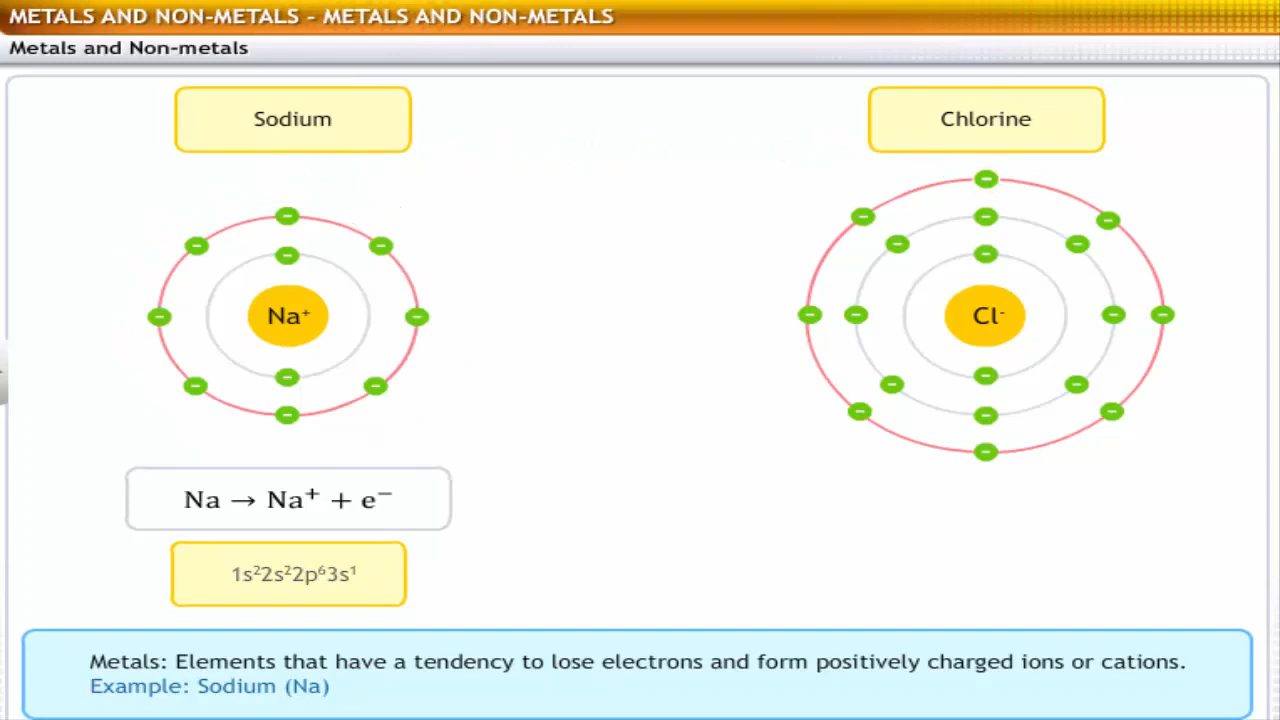 METALS AND NON-METALS - METALS AND NON-METALS
Metals and Non-metals
Sodium
Chlorine
Na⁺
Cl⁻
Na → Na⁺ + e⁻
1s²2s²2p⁶3s¹
Metals: Elements that have a tendency to lose electrons and form positively charged ions or cations.
Example: Sodium (Na)